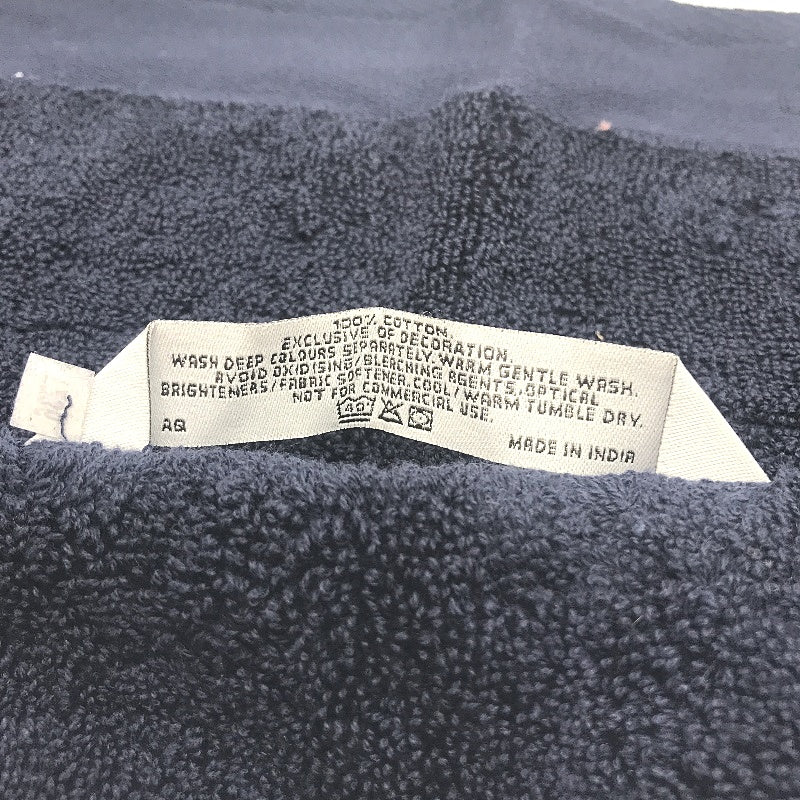 100% COTTON.
EXCLUSIVE OF DECORATION.
WASH DEEP COLOURS SEPARATELY. WARM GENTLE WASH.
AVOID OXIDISING/BLEACHING AGENTS, OPTICAL
BRIGHTENERS/FABRIC SOFTENER. COOL/WARM TUMBLE DRY.
NOT FOR COMMERCIAL USE.
40°
AQ
MADE IN INDIA